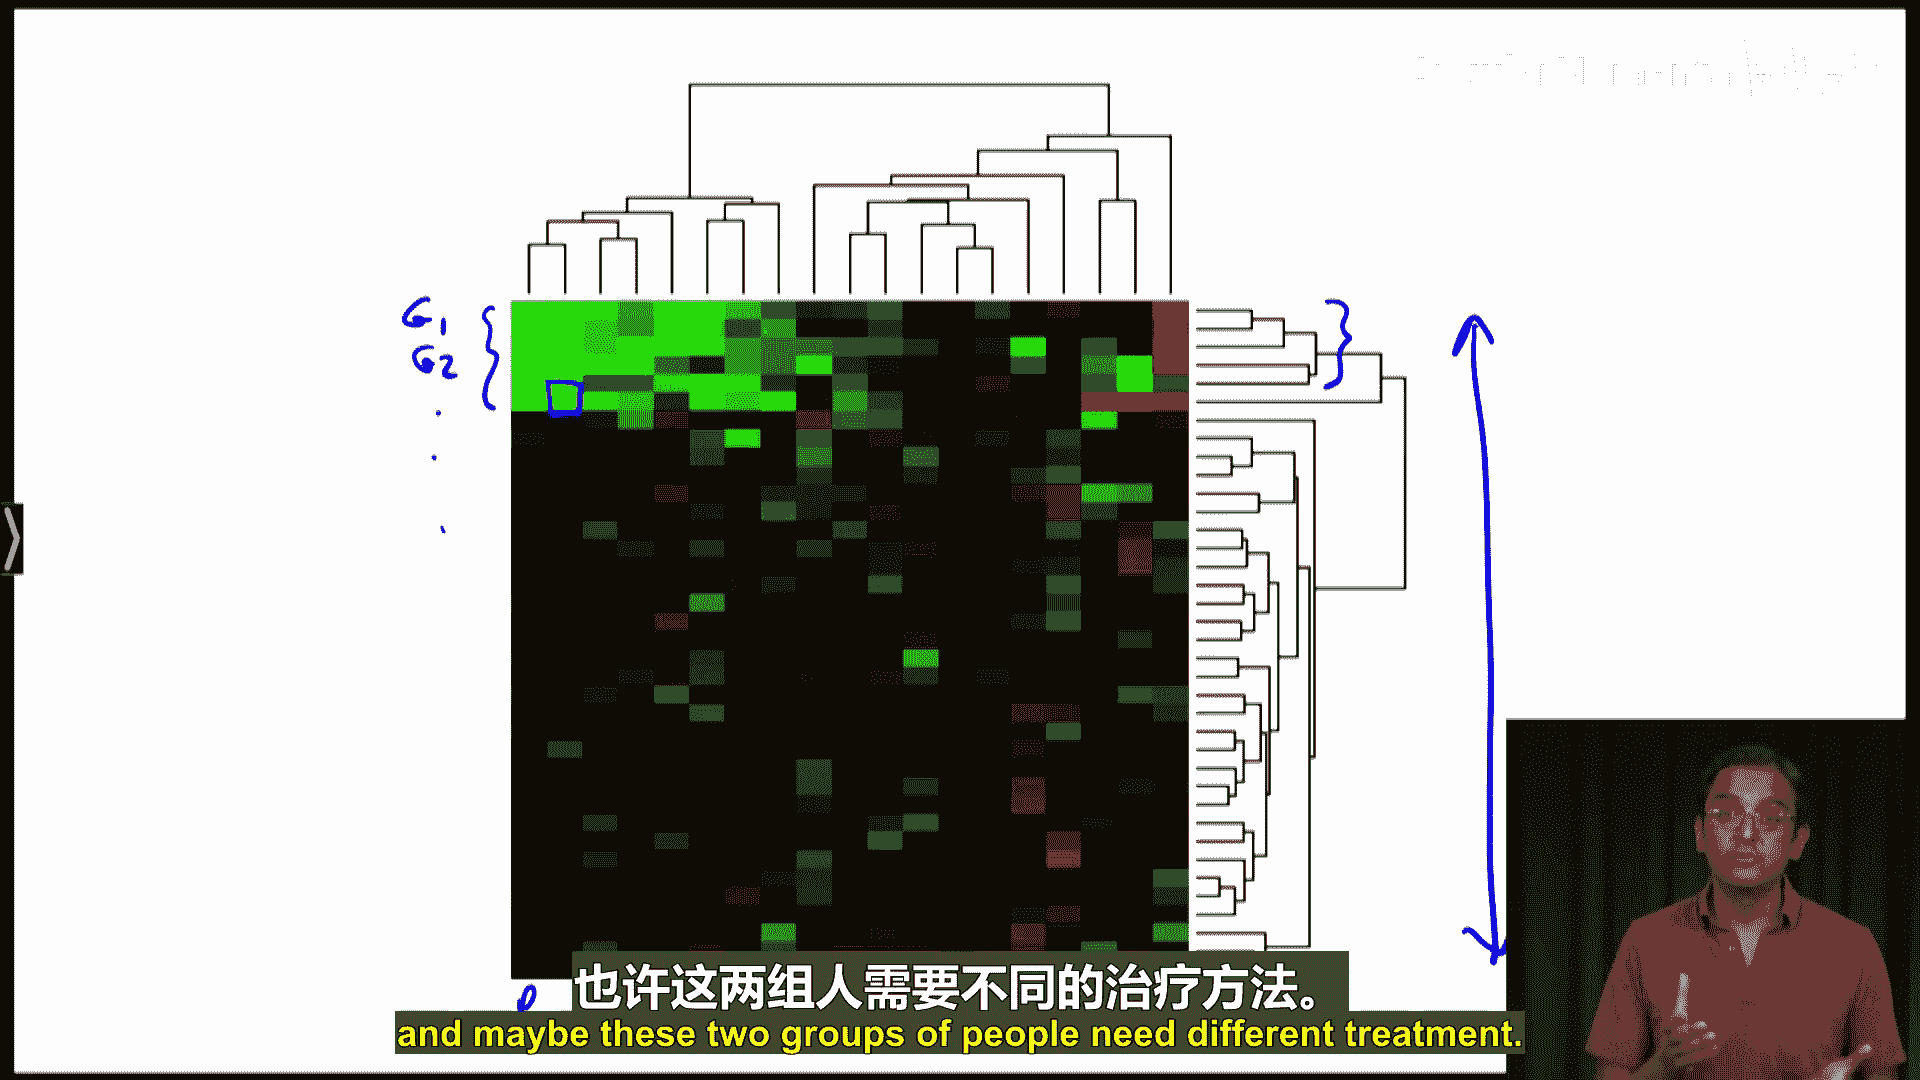 G1
G2
也许这两组人需要不同的治疗方法。
and maybe these two groups of people need different treatment.